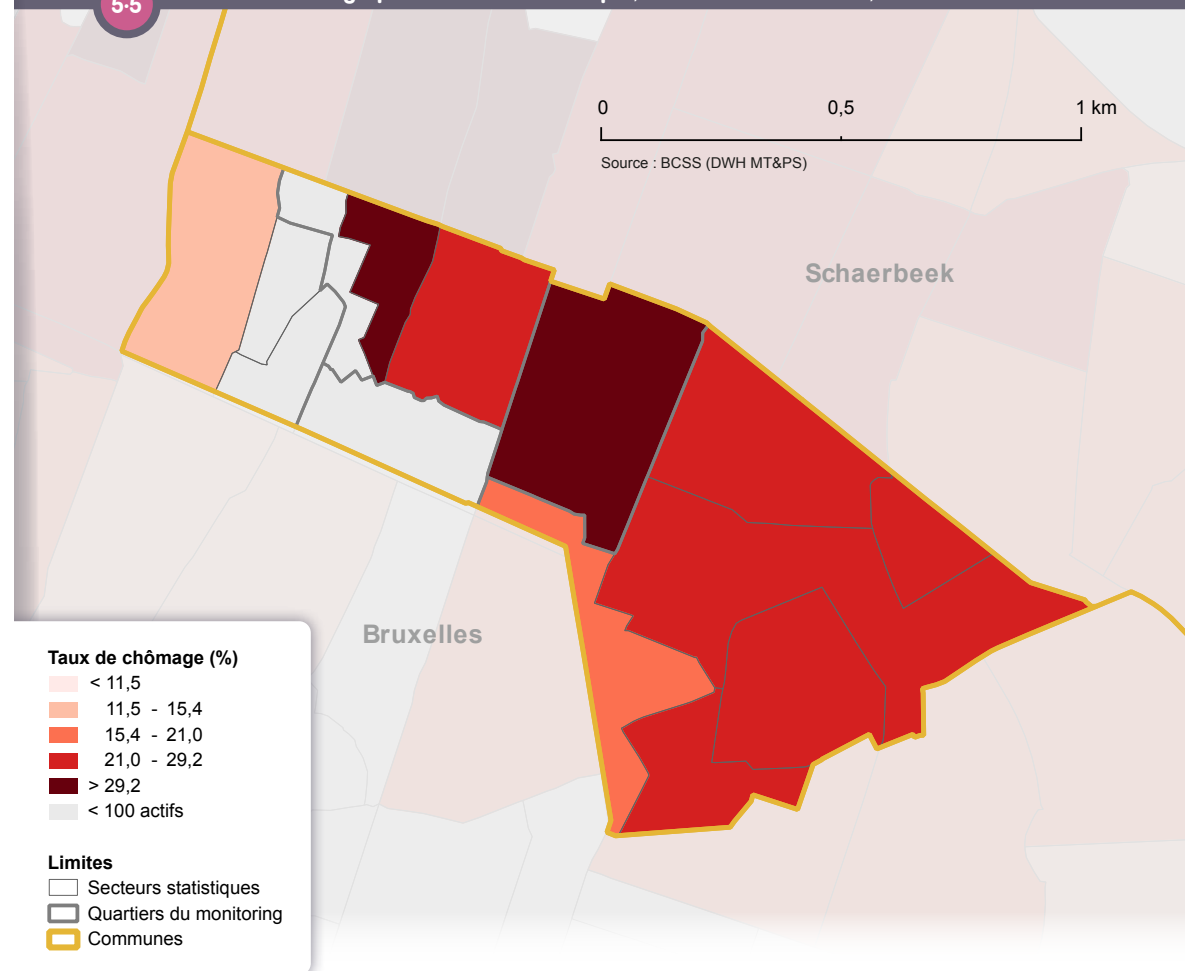 5·5
0 0,5 1 km
Source : BCSS (DWH MT&PS)
Schaerbeek
Bruxelles
Taux de chômage (%)
< 11,5
11,5 - 15,4
15,4 - 21,0
21,0 - 29,2
> 29,2
< 100 actifs
Limites
Secteurs statistiques
Quartiers du monitoring
Communes